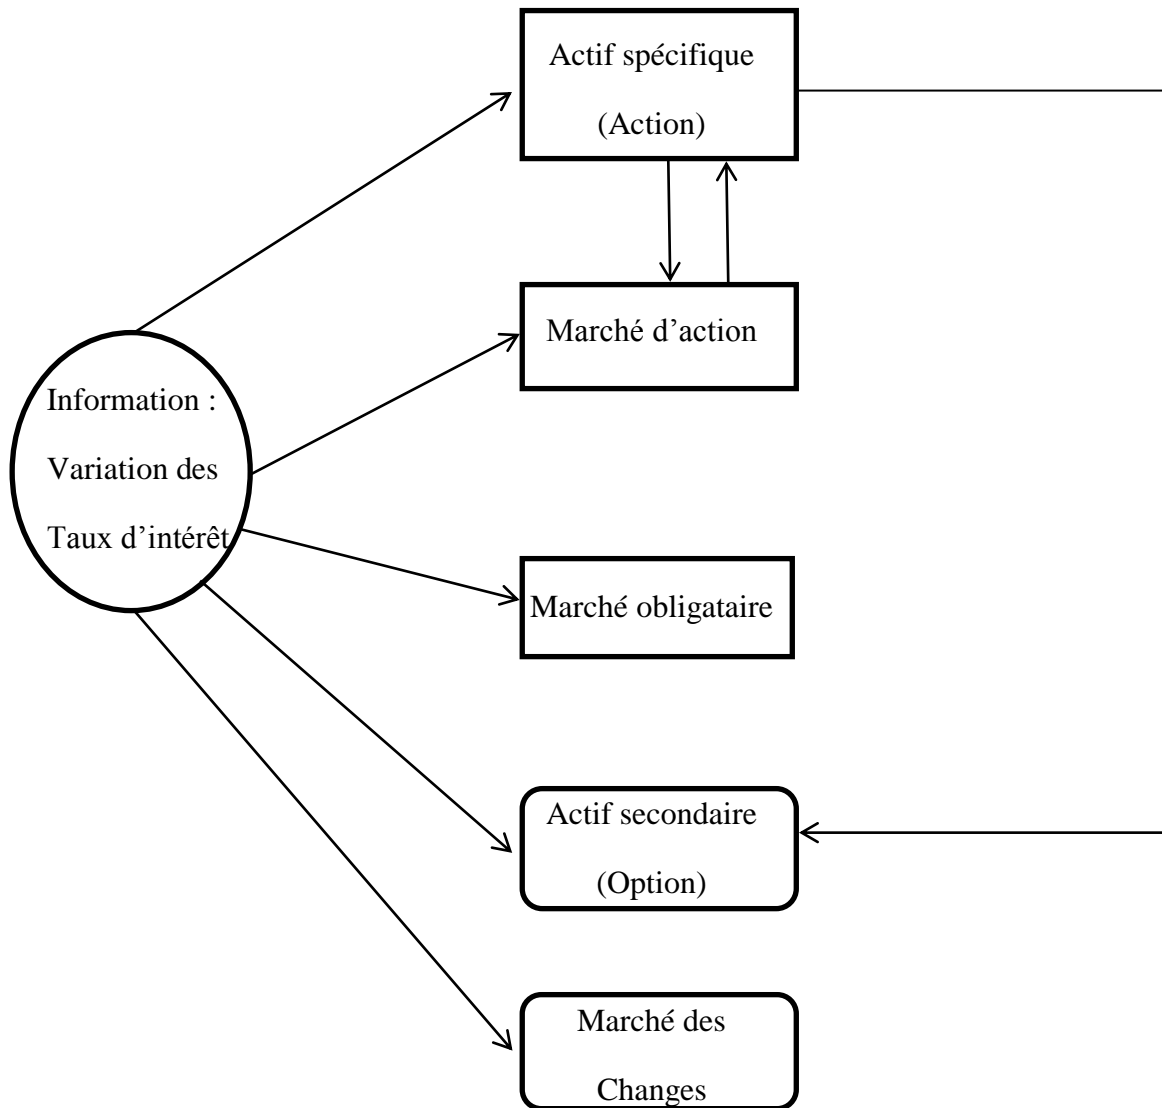 Actif spécifique
(Action)
Marché d’action
Information :
Variation des
Taux d’intérêt
Marché obligataire
Actif secondaire
(Option)
Marché des
Changes